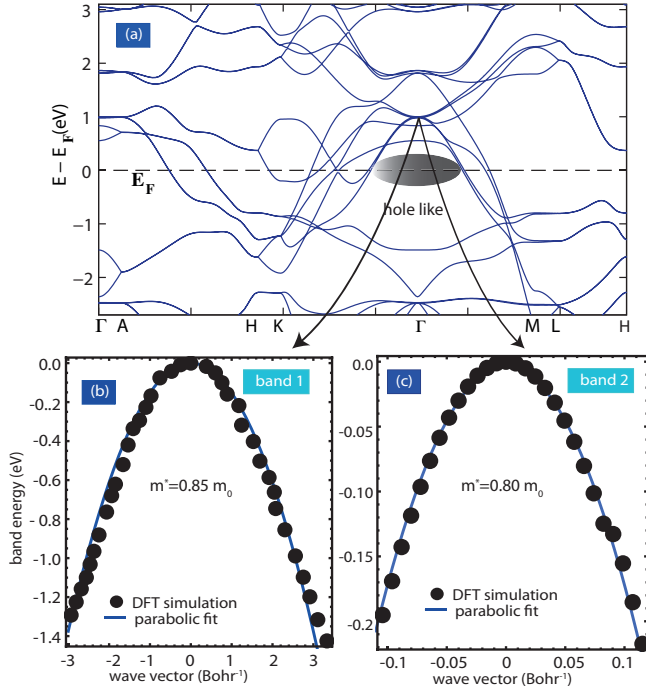 3
2
1
0
−1
−2
E − E F(eV)
(a)
EF
hole like
Γ A H K Γ M L H
0.0
-0.2
-0.4
-0.6
-0.8
-1.0
-1.2
-1.4
band energy (eV)
(b)
band 1
m*=0.85 m0
DFT simulation
parabolic fit
-3 -2 -1 0 1 2 3
wave vector (Bohr-1)
0.0
-0.05
-0.10
-0.15
-0.20
(c)
band 2
m*=0.80 m0
DFT simulation
parabolic fit
-0.1 -0.05 0 0.05 0.1
wave vector (Bohr-1)